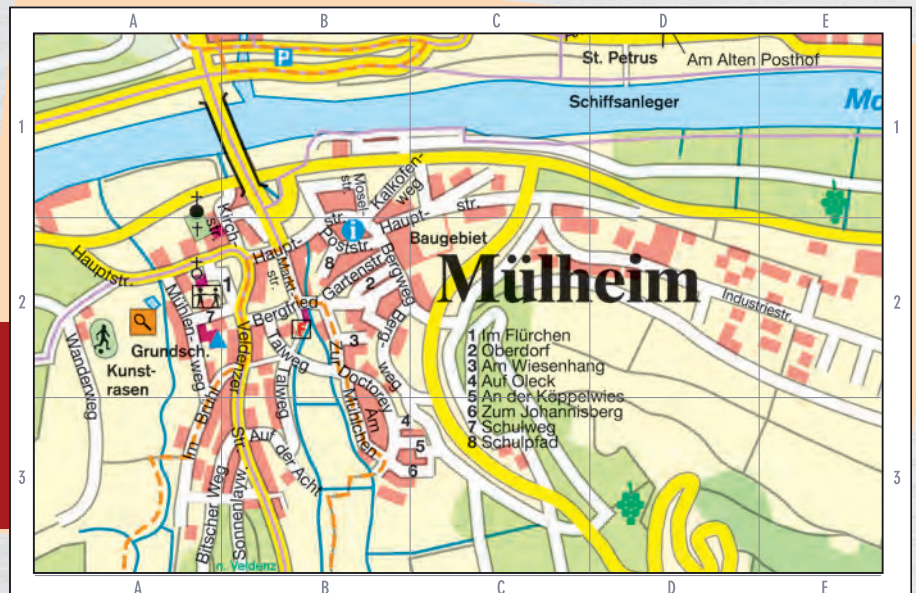 A B C D E
P
St. Petrus
Am Alten Posthof
Schiffsanleger
1
1
Mosel-
str.
Kalkofen-
weg
Kirch-
str.
Haupt-
str.
Haupt-
str.
i
Poststr.
8
Baugebiet
Hauptstr.
Markt-
str.
Gartenstr.
2
Bergweg
Mülheim
2
2
1
7
Mühlen-
weg
Veldenzer
Str.
Bergfried
F
Talweg
Talweg
3
Berg-
weg
Zur
Doctorey
Industriestr.
Wanderweg
Grundsch.
Kunst-
rasen
1 Im Flürchen
2 Oberdorf
3 Am Wiesenhang
4 Auf Oleck
5 An der Köppelwies
6 Zum Johannisberg
7 Schulweg
8 Schulpfad
Am
Mühlchen
4
5
6
3
3
Im Brühl
Auf der Acht
Bitscher Weg
Sonnenlayw.
n. Veldenz
A B C D E